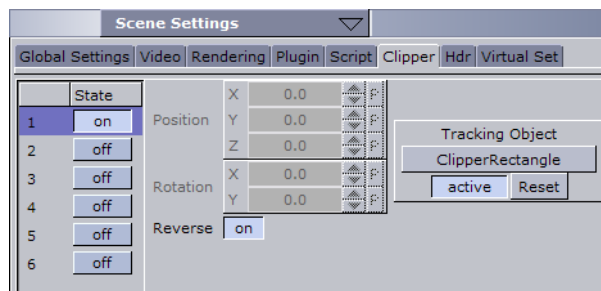 Scene Settings
Global Settings Video Rendering Plugin Script Clipper Hdr Virtual Set
State
1 on
2 off
3 off
4 off
5 off
6 off
Position
X 0.0
Y 0.0
Z 0.0
Rotation
X 0.0
Y 0.0
Reverse on
Tracking Object
ClipperRectangle
active Reset